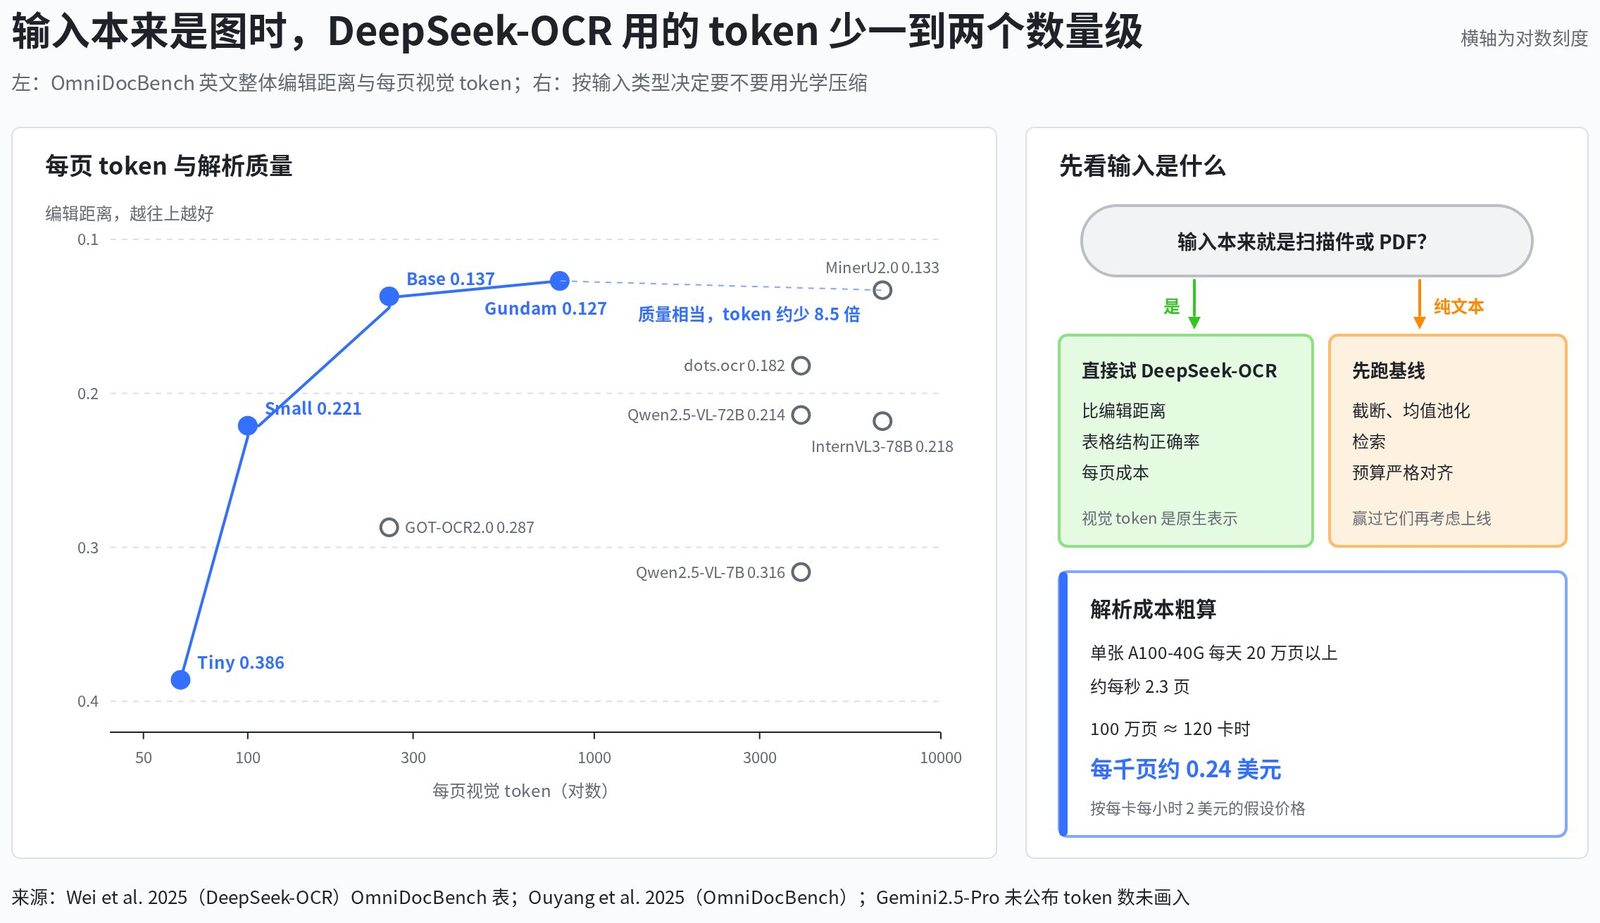 输入本来是图时，DeepSeek-OCR 用的 token 少一到两个数量级
横轴为对数刻度
左：OmniDocBench 英文整体编辑距离与每页视觉 token；右：按输入类型决定要不要用光学压缩
每页 token 与解析质量
编辑距离，越往上越好
0.1
MinerU2.0 0.133
Base 0.137
Gundam 0.127
质量相当，token 约少 8.5 倍
dots.ocr 0.182
0.2
Small 0.221
Qwen2.5-VL-72B 0.214
InternVL3-78B 0.218
GOT-OCR2.0 0.287
0.3
Qwen2.5-VL-7B 0.316
Tiny 0.386
0.4
50
100
300
1000
3000
10000
每页视觉 token（对数）
先看输入是什么
输入本来就是扫描件或 PDF？
是
纯文本
直接试 DeepSeek-OCR
比编辑距离
表格结构正确率
每页成本
视觉 token 是原生表示
先跑基线
截断、均值池化
检索
预算严格对齐
赢过它们再考虑上线
解析成本粗算
单张 A100-40G 每天 20 万页以上
约每秒 2.3 页
100 万页 ≈ 120 卡时
每千页约 0.24 美元
按每卡每小时 2 美元的假设价格
来源：Wei et al. 2025（DeepSeek-OCR）OmniDocBench 表；Ouyang et al. 2025（OmniDocBench）；Gemini2.5-Pro 未公布 token 数未画入